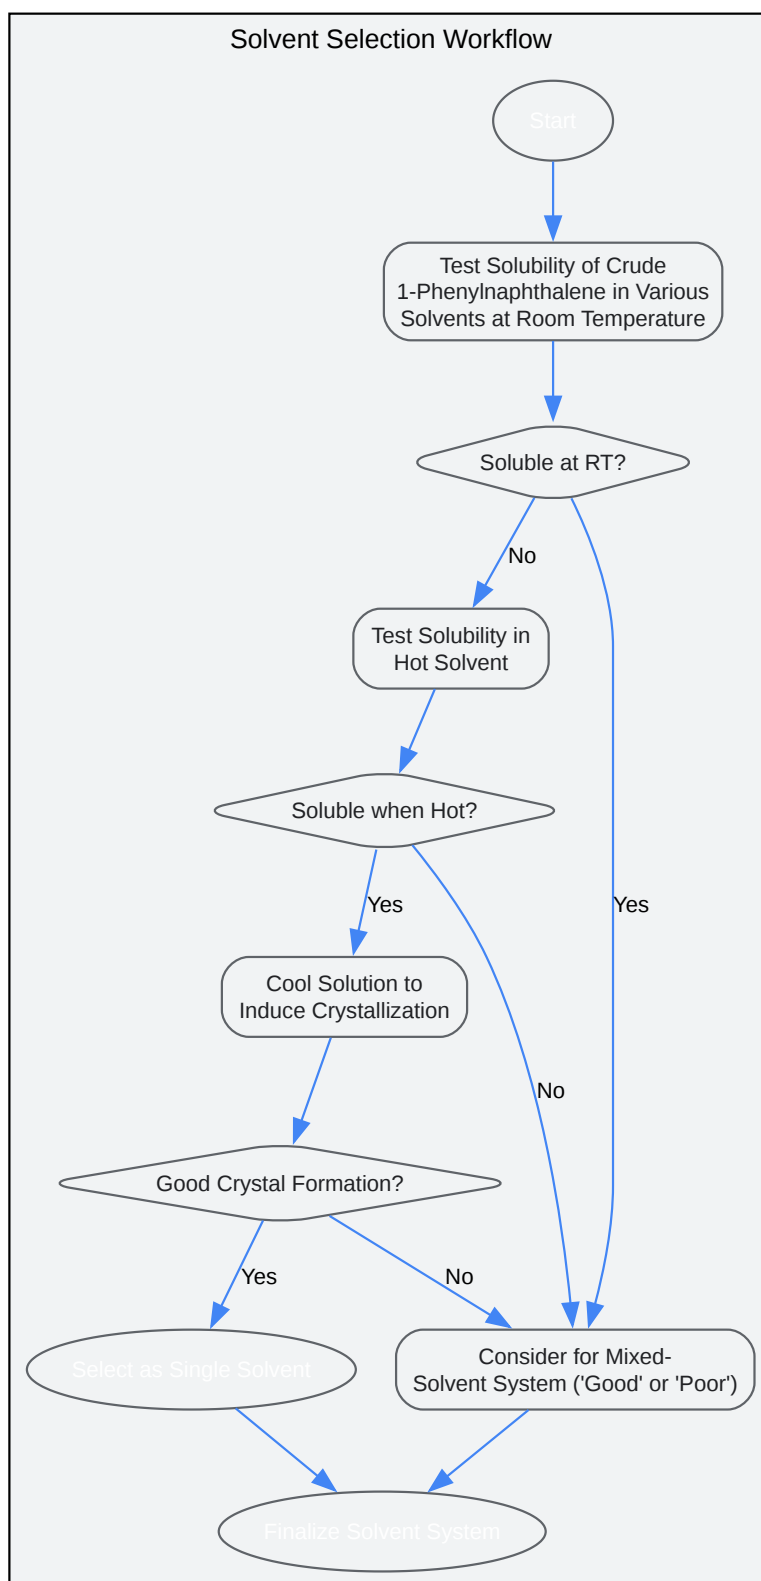 Solvent Selection Workflow
Start
Test Solubility of Crude
1-Phenylnaphthalene in Various
Solvents at Room Temperature
Soluble at RT?
No
Test Solubility in
Hot Solvent
Soluble when Hot?
Yes
Yes
Cool Solution to
Induce Crystallization
No
Good Crystal Formation?
Yes
No
Select as Single Solvent
Consider for Mixed-
Solvent System ('Good' or 'Poor')
Finalize Solvent System